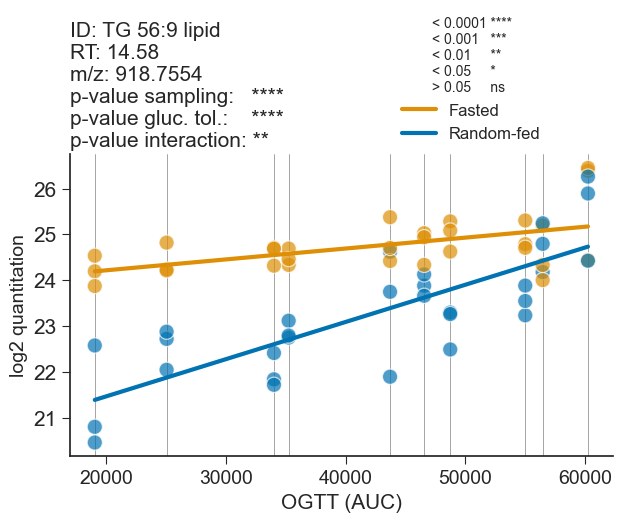 ID: TG 56:9 lipid
RT: 14.58
m/z: 918.7554
p-value sampling: ****
p-value gluc. tol.: ****
p-value interaction: **
< 0.0001 ****
< 0.001 ***
< 0.01 **
< 0.05 *
> 0.05 ns
Fasted
Random-fed
log2 quantitation
26
25
24
23
22
21
20000 30000 40000 50000 60000
OGTT (AUC)